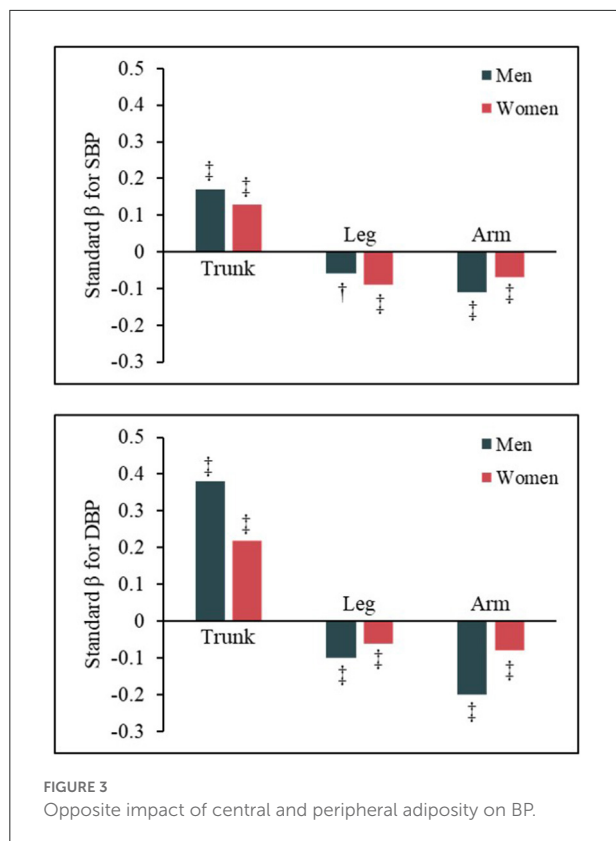 0.5
Men
0.4
Women
0.3
0.2
0.1
0
-0.1
-0.2
-0.3
Standard β for SBP
‡ ‡
Trunk
Leg
† ‡
Arm
‡ ‡
0.5
Men
0.4
Women
0.3
0.2
0.1
0
-0.1
-0.2
-0.3
Standard β for DBP
‡ ‡
Trunk
Leg
‡ ‡
Arm
‡ ‡
FIGURE 3
Opposite impact of central and peripheral adiposity on BP.